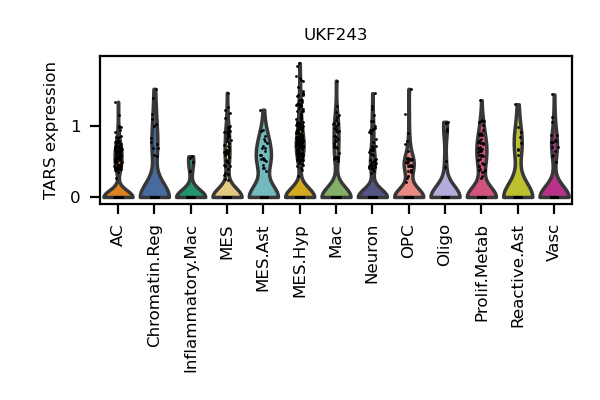 UKF243
TARS expression
1
0
AC
Chromatin.Reg
Inflammatory.Mac
MES
MES.Ast
MES.Hyp
Mac
Neuron
OPC
Oligo
Prolif.Metab
Reactive.Ast
Vasc